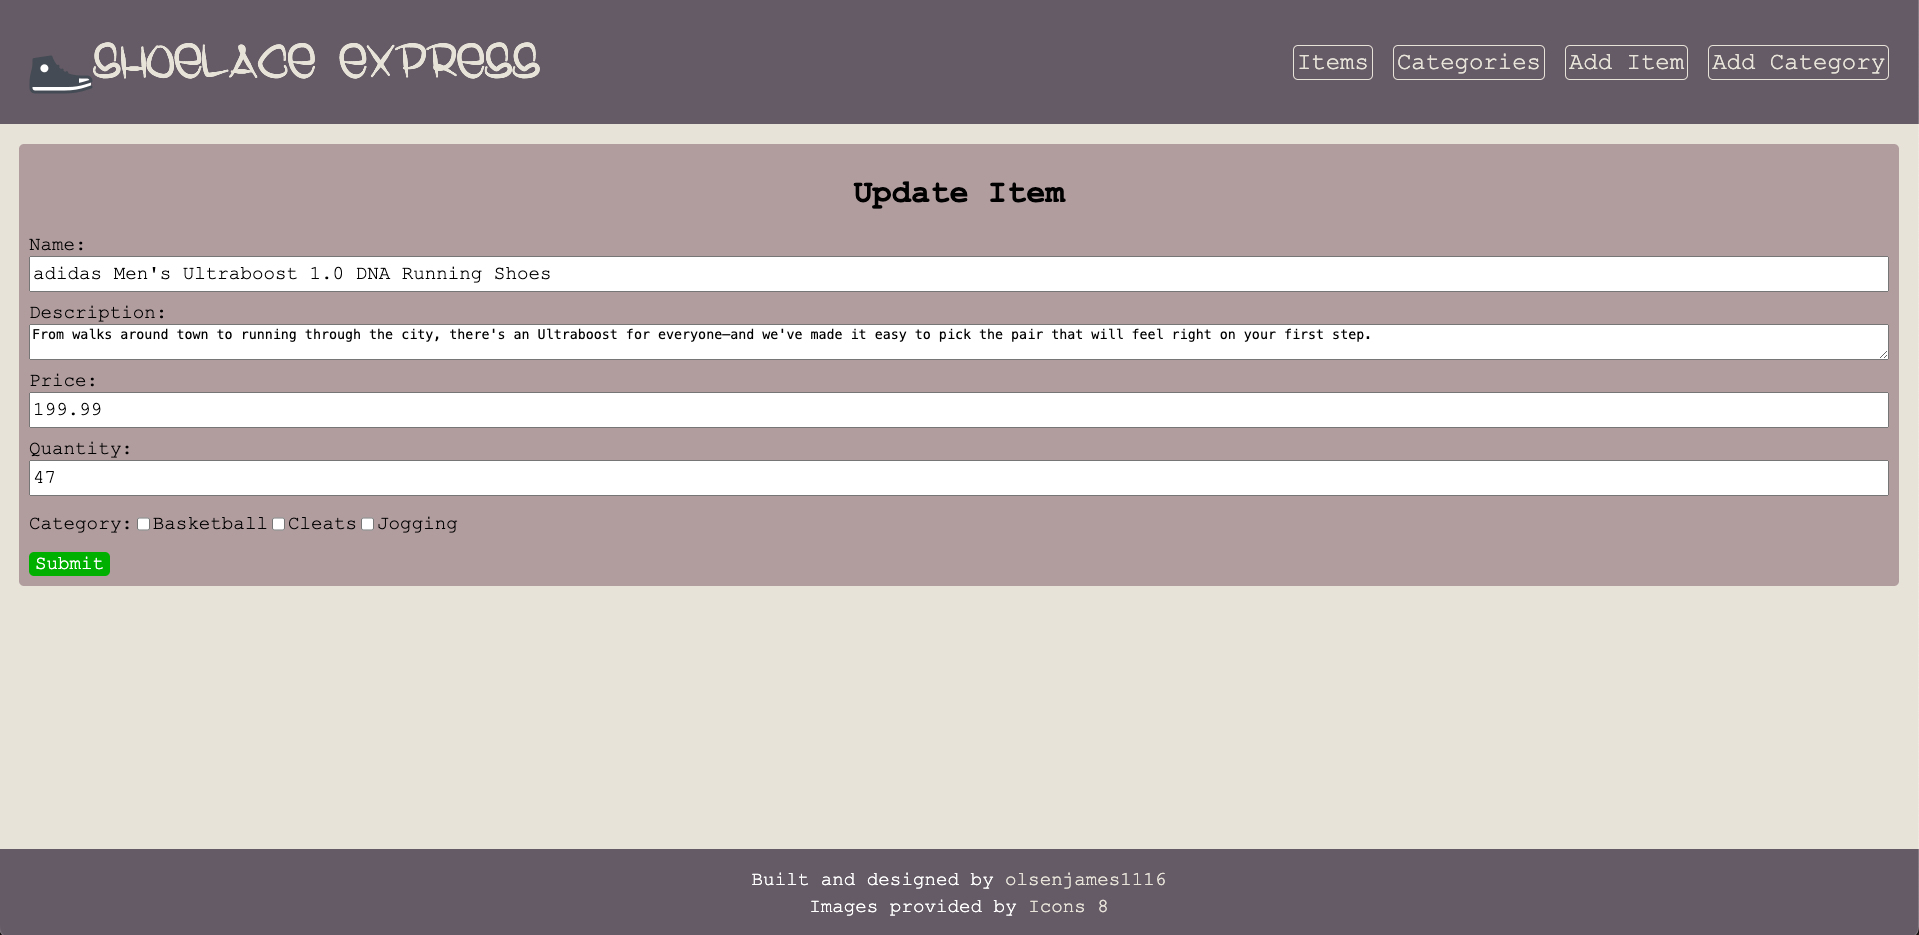 SHOELACE EXPRESS
Items Categories Add Item Add Category
Update Item
Name:
adidas Men's Ultraboost 1.0 DNA Running Shoes
Description:
From walks around town to running through the city, there's an Ultraboost for everyone—and we've made it easy to pick the pair that will feel right on your first step.
Price:
199.99
Quantity:
47
Category: Basketball Cleats Jogging
Submit
Built and designed by olsenjames1116
Images provided by Icons 8